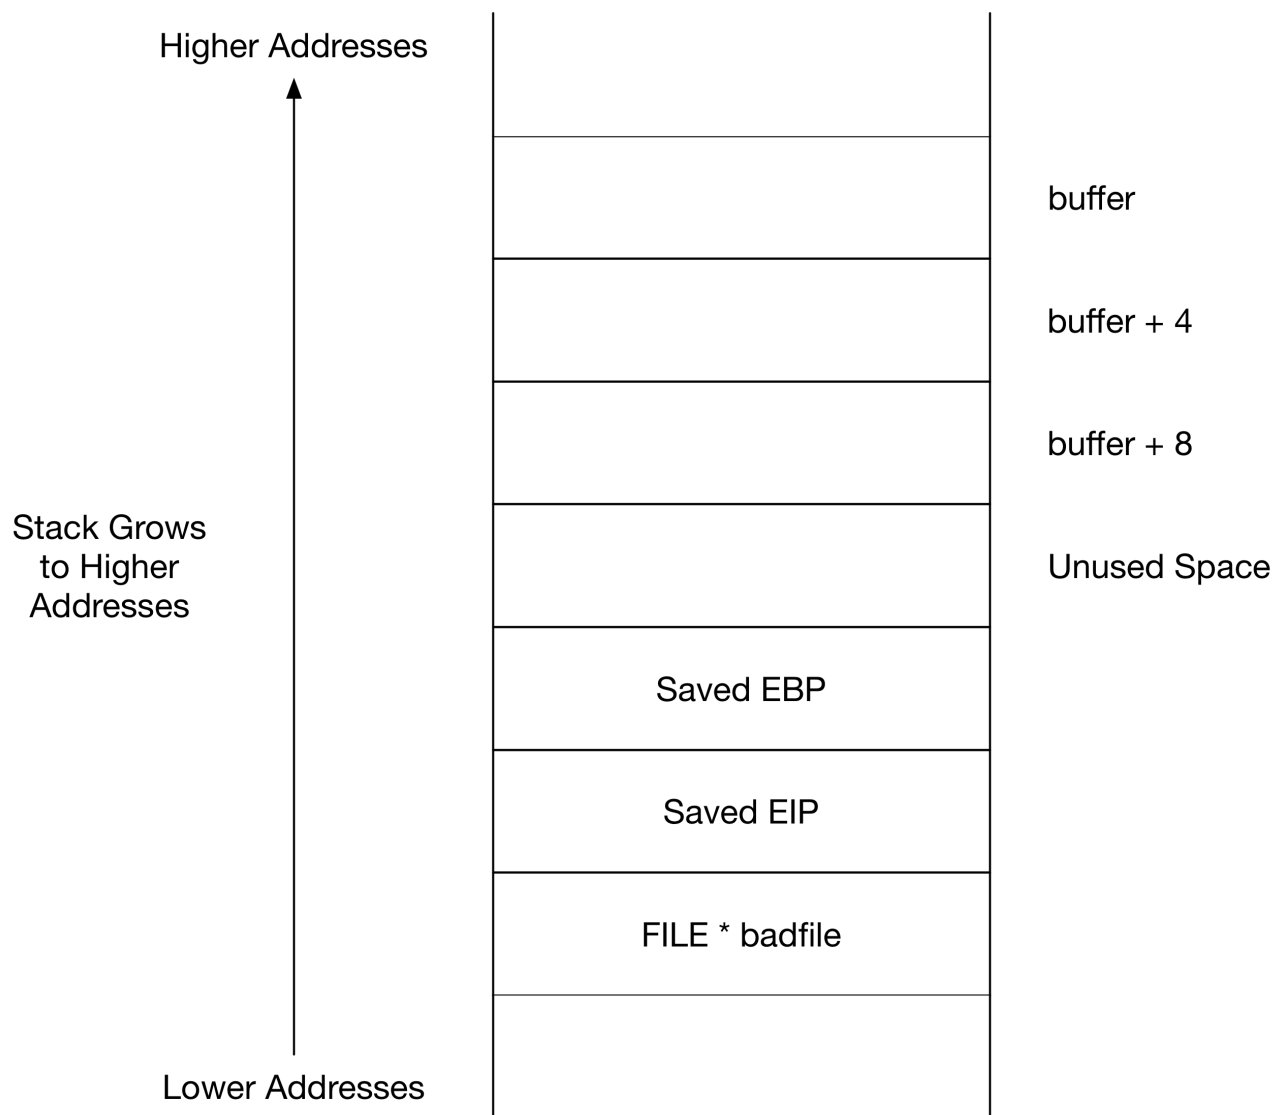 Higher Addresses
buffer
buffer + 4
buffer + 8
Stack Grows
to Higher
Addresses
Unused Space
Saved EBP
Saved EIP
FILE * badfile
Lower Addresses